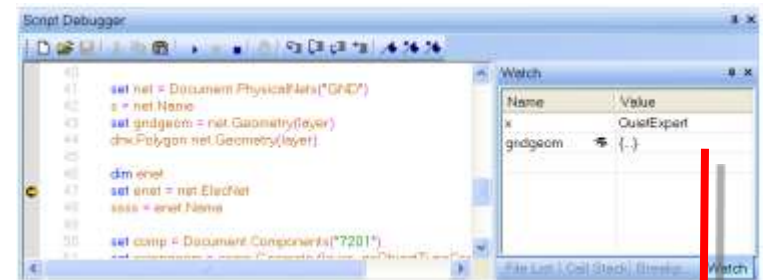 Script Debugger
40
41 set net = Document.PhysicalNets("GND")
42 s = net.Name
43 set gndgeom = net.Geometry(layer)
44 drw.Polygon net.Geometry(layer)
45
46 dim enet
47 set enet = net.ElecNet
48 ssss = enet.Name
49
50 set comp = Document.Components("7201")
Watch
Name Value
x QuietExpert
gndgeom {...}
File List Call Stack Watch